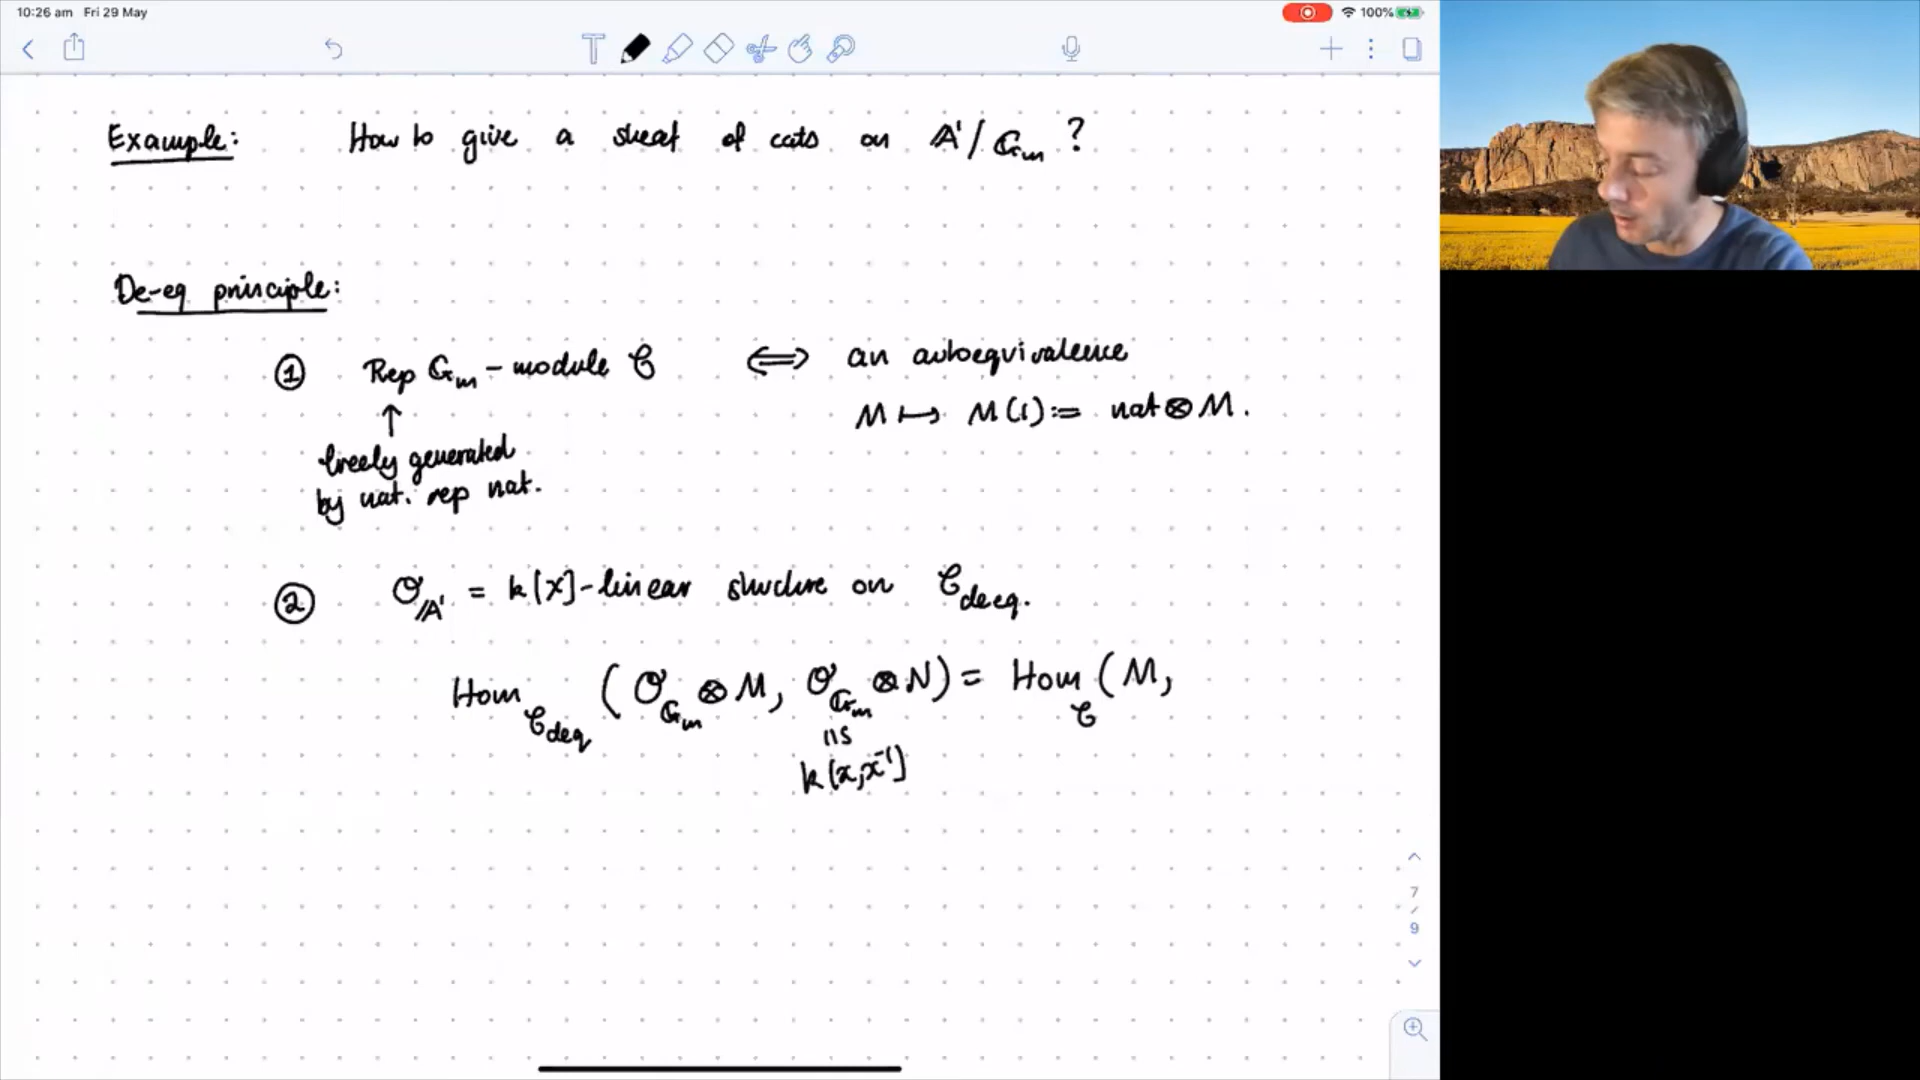 10:26 am Fri 29 May
100%
Example: How to give a sheaf of cats on 𝔸¹/𝔾ₘ ?
De-eq principle:
① Rep 𝔾ₘ - module 𝒞 ⟺ an autoequivalence
↑ M ↦ M(1) := nat ⊗ M.
freely generated
by nat. rep nat.
② 𝒪_𝔸¹ = k[x]-linear structure on 𝒞_deeq.
Hom_𝒞deq ( 𝒪_𝔾ₘ ⊗ M, 𝒪_𝔾ₘ ⊗ N ) = Hom_𝒞 ( M,
≅
k[x,x⁻¹]
7
/
9